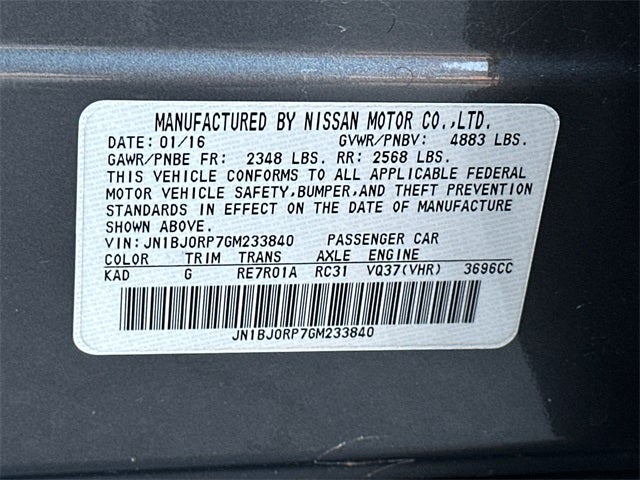 MANUFACTURED BY NISSAN MOTOR CO.,LTD.
DATE: 01/16 GVWR/PNBV: 4883 LBS.
GAWR/PNBE FR: 2348 LBS. RR: 2568 LBS.
THIS VEHICLE CONFORMS TO ALL APPLICABLE FEDERAL
MOTOR VEHICLE SAFETY,BUMPER,AND THEFT PREVENTION
STANDARDS IN EFFECT ON THE DATE OF MANUFACTURE
SHOWN ABOVE.
VIN:JN1BJ0RP7GM233840 PASSENGER CAR
COLOR TRIM TRANS AXLE ENGINE
KAD G RE7R01A RC31 VQ37(VHR) 3696CC
JN1BJ0RP7GM233840